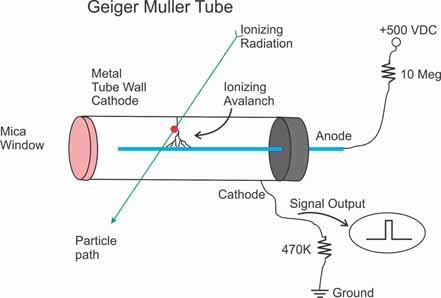 Geiger Muller Tube
+500 VDC
Ionizing
Radiation
10 Meg
Metal
Tube Wall
Cathode
Ionizing
Avalanch
Mica
Window
Anode
Cathode
Signal Output
Particle
path
470K
Ground